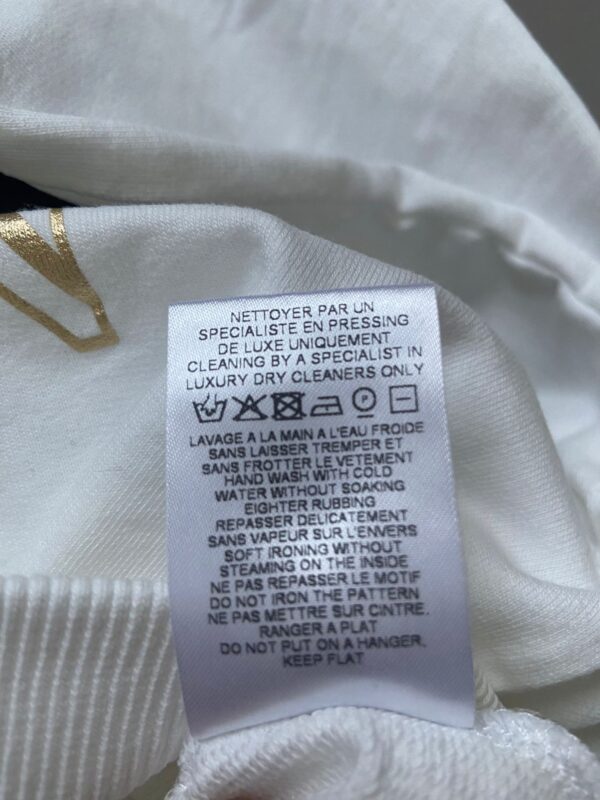 NETTOYER PAR UN
SPECIALISTE EN PRESSING
DE LUXE UNIQUEMENT
CLEANING BY A SPECIALIST IN
LUXURY DRY CLEANERS ONLY
P
LAVAGE A LA MAIN A L'EAU FROIDE
SANS LAISSER TREMPER ET
SANS FROTTER LE VETEMENT
HAND WASH WITH COLD
WATER WITHOUT SOAKING
EIGHTER RUBBING
REPASSER DELICATEMENT
SANS VAPEUR SUR L'ENVERS
SOFT IRONING WITHOUT
STEAMING ON THE INSIDE
NE PAS REPASSER LE MOTIF
DO NOT IRON THE PATTERN
NE PAS METTRE SUR CINTRE.
RANGER A PLAT
DO NOT PUT ON A HANGER.
KEEP FLAT